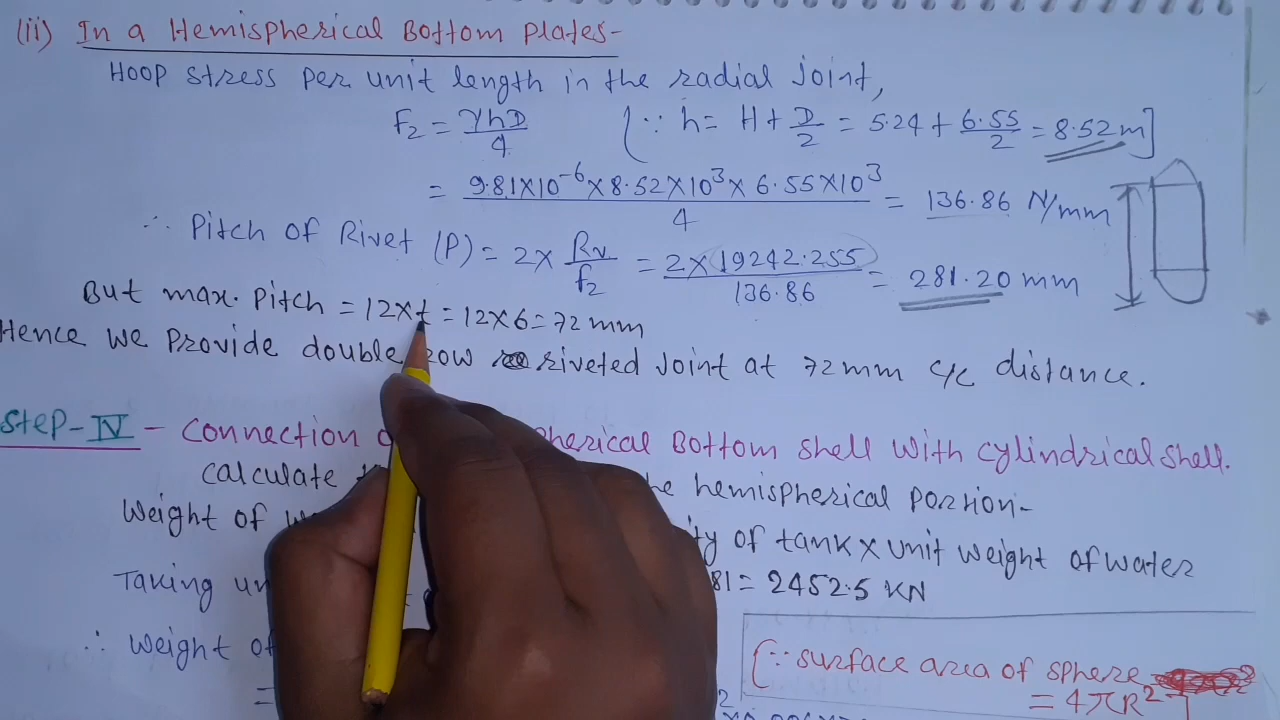 (ii) In a Hemispherical Bottom Plates-
Hoop stress per unit length in the radial joint,
F₂ = γhD/4 [∵ h = H + D/2 = 5.24 + 6.55/2 = 8.52 m]
= 9.81×10⁻⁶×8.52×10³×6.55×10³/4 = 136.86 N/mm
∴ Pitch of Rivet (P) = 2× Rv/f₂ = 2×19242.255/136.86 = 281.20 mm
But max. Pitch = 12×t = 12×6 = 72 mm
Hence we Provide double row riveted Joint at 72 mm c/c distance.
Step-IV - Connection spherical Bottom shell with cylindrical shell.
calculate the hemispherical Portion-
Weight of of tank × unit weight of water
Taking 81 = 2452.5 KN
∴ Weight of
[∵ surface area of sphere
= = 4πR²]
2